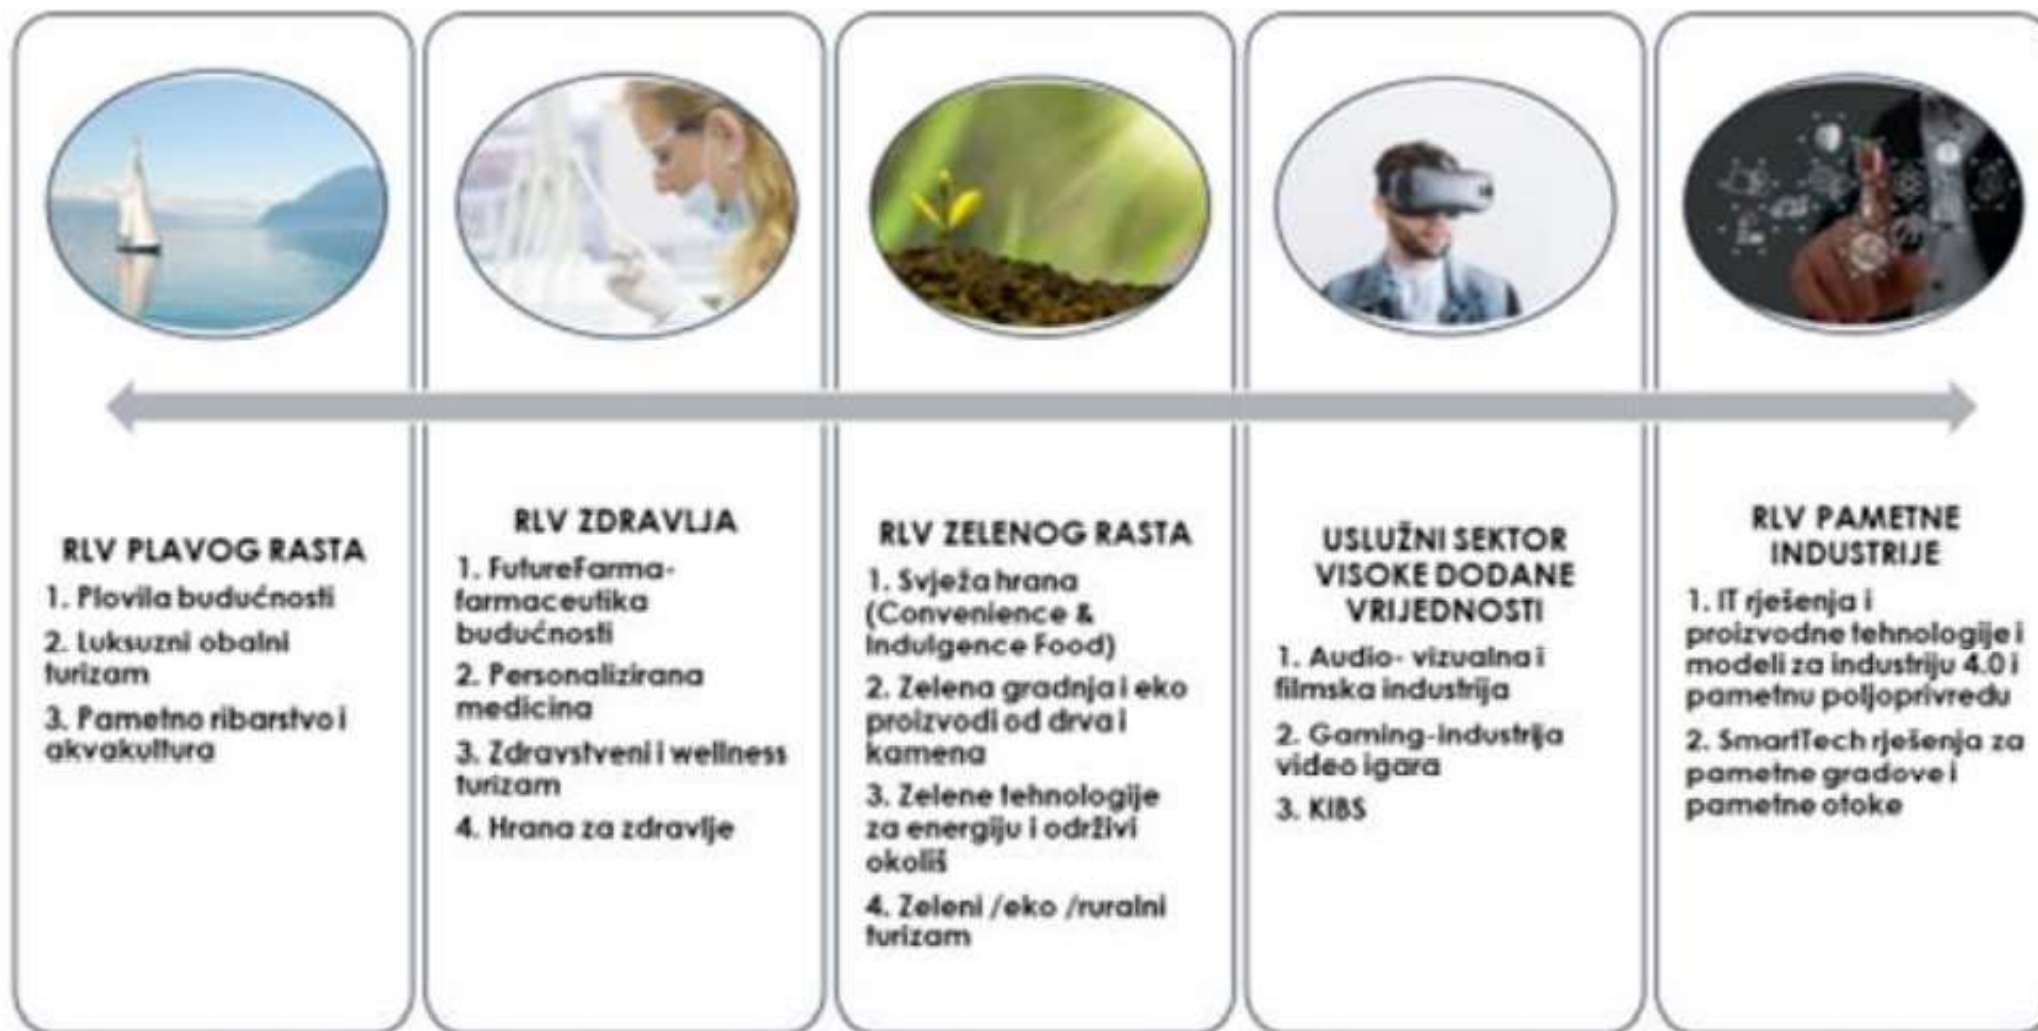 RLV PLAVOG RASTA
1. Plovila budućnosti
2. Luksuzni obalni
turizam
3. Pametno ribarstvo i
akvakultura
RLV ZDRAVLJA
1. FutureFarma-
farmaceutika
budućnosti
2. Personalizirana
medicina
3. Zdravstveni i wellness
turizam
4. Hrana za zdravlje
RLV ZELENOG RASTA
1. Svježa hrana
(Convenience &
Indulgence Food)
2. Zelena gradnja i eko
proizvodi od drva i
kamena
3. Zelene tehnologije
za energiju i održivi
okoliš
4. Zeleni /eko /ruralni
turizam
USLUŽNI SEKTOR
VISOKE DODANE
VRIJEDNOSTI
1. Audio- vizualna i
filmska industrija
2. Gaming-industrija
video igara
3. KIBS
RLV PAMETNE
INDUSTRIJE
1. IT rješenja i
proizvodne tehnologije i
modeli za industriju 4.0 i
pametnu poljoprivredu
2. SmartTech rješenja za
pametne gradove i
pametne otoke